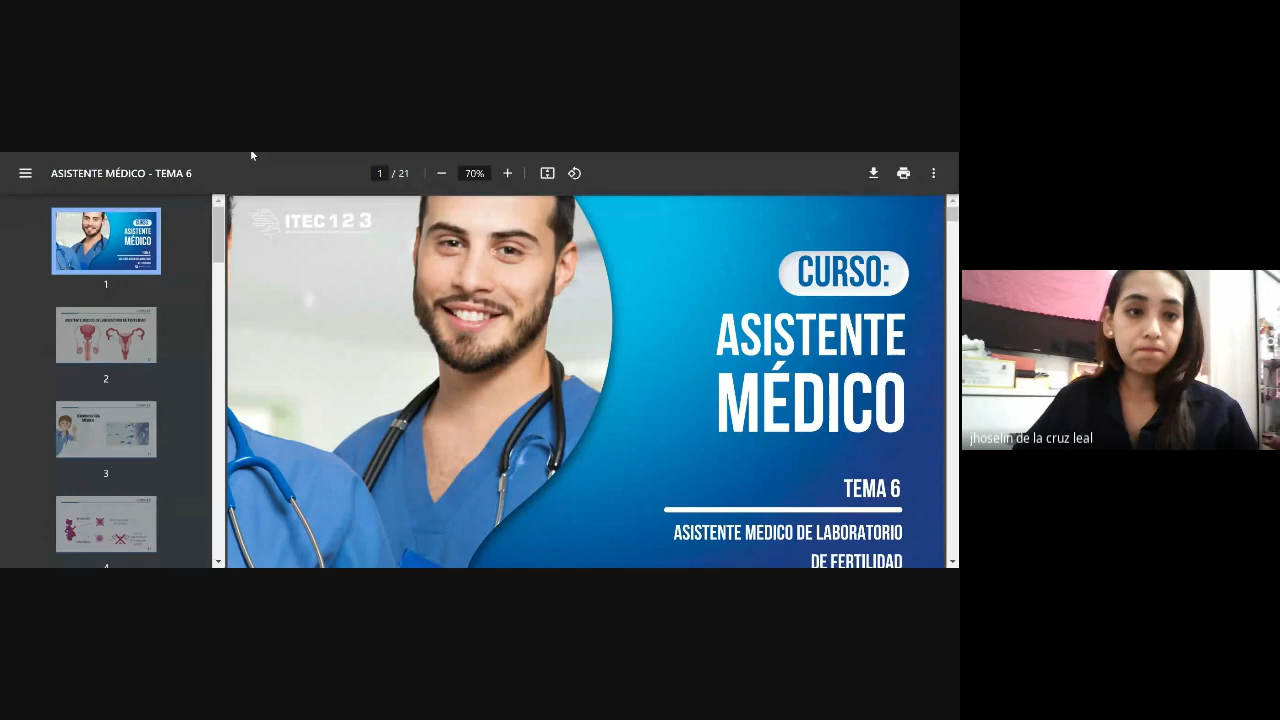 ASISTENTE MÉDICO - TEMA 6
1 / 21
70%
1
2
3
ITEC 1 2 3
CURSO:
ASISTENTE
MÉDICO
TEMA 6
ASISTENTE MEDICO DE LABORATORIO
DE FERTILIDAD
jhoselin de la cruz leal